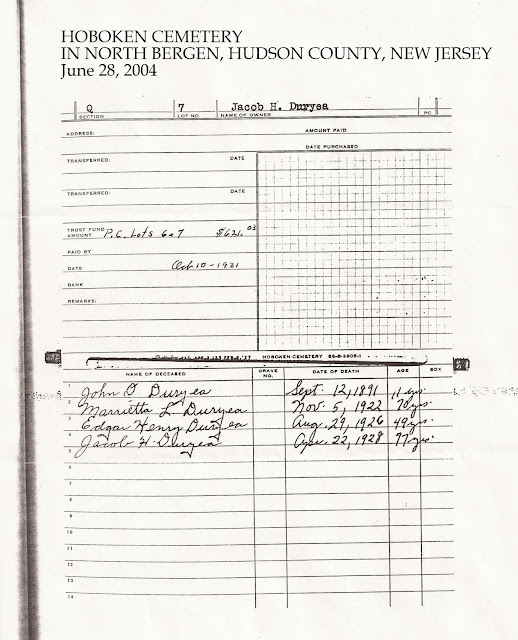 HOBOKEN CEMETERY
IN NORTH BERGEN, HUDSON COUNTY, NEW JERSEY
June 28, 2004
Q 7 Jacob H. Duryea
SECTION LOT NO. NAME OF OWNER PC
ADDRESS: AMOUNT PAID
DATE PURCHASED
TRANSFERRED: DATE
TRANSFERRED: DATE
TRUST FUND
AMOUNT P.C. Lots 6 & 7 $621.03
PAID BY
DATE Oct 10-1931
BANK
REMARKS:
HOBOKEN CEMETERY
NAME OF DECEASED GRAVE NO. DATE OF DEATH AGE BOX
1 John D Duryea Sept. 12, 1891 11 yrs.
2 Marrietta L. Duryea Nov. 5, 1922 70 yrs.
3 Edgar Henry Duryea Aug. 29, 1926 49 yrs.
4 Jacob H Duryea Apr. 22, 1928 77 yrs.
5
6
7
8
9
10
11
12
13
14